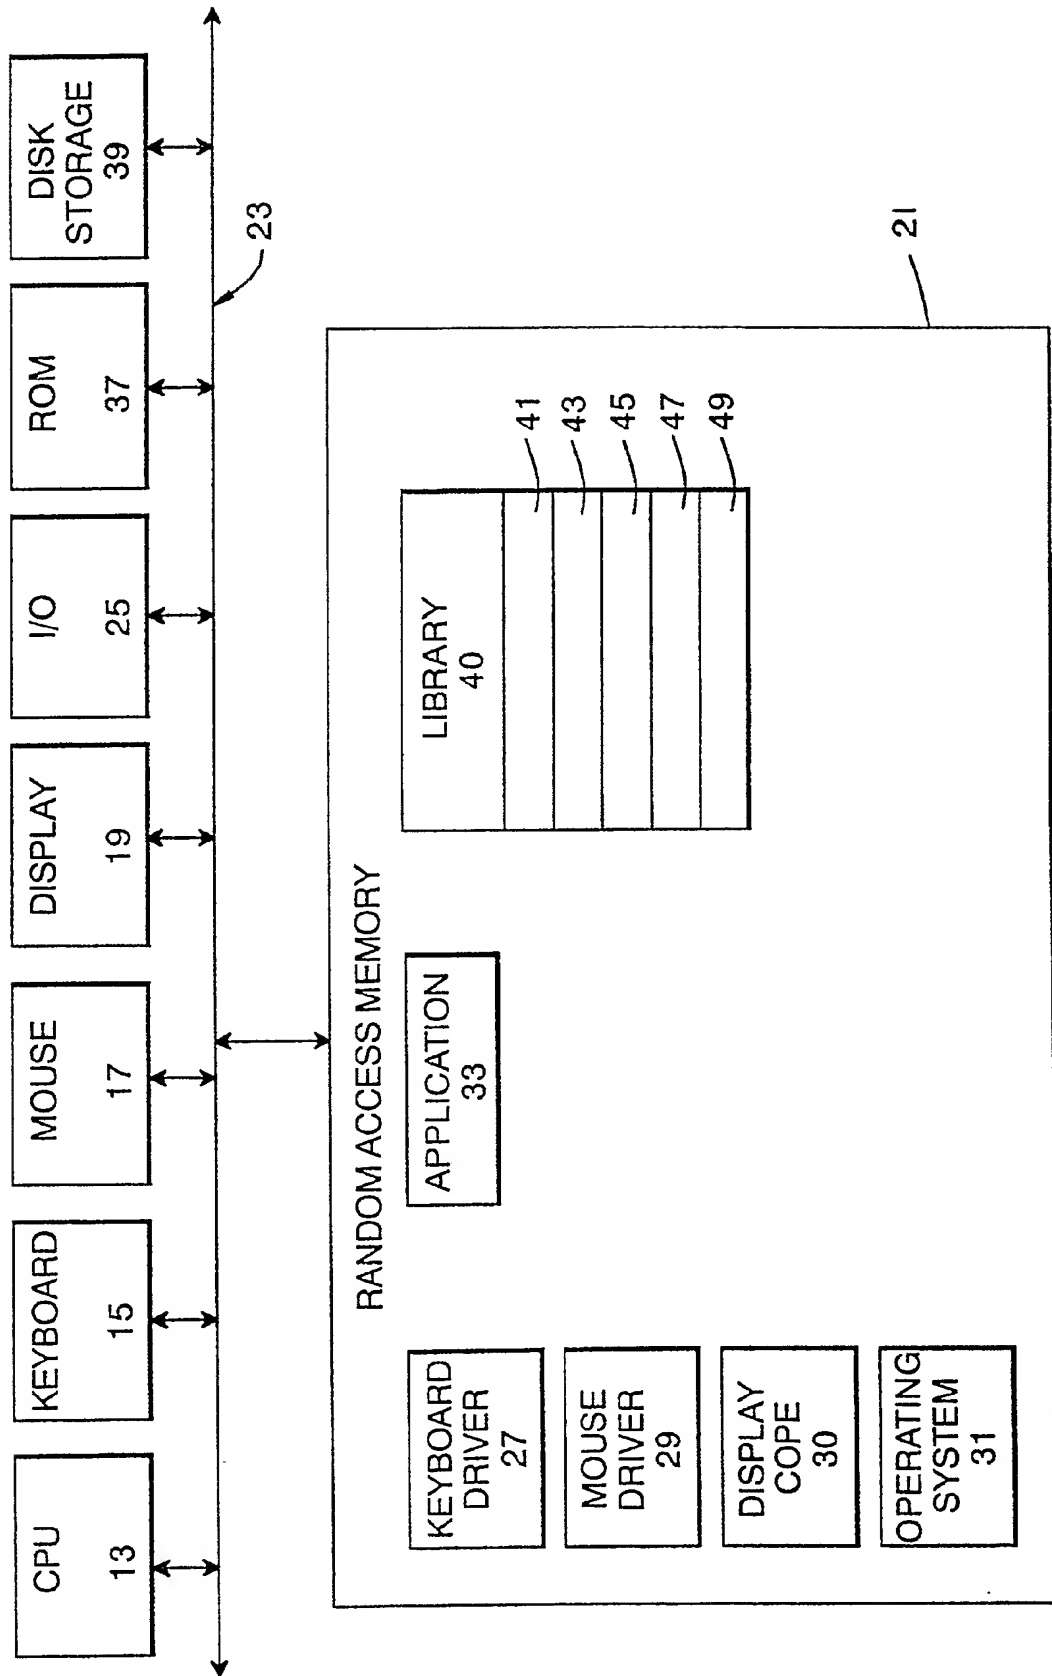 CPU
13
KEYBOARD
15
MOUSE
17
DISPLAY
19
I/O
25
ROM
37
DISK
STORAGE
39
23
21
RANDOM ACCESS MEMORY
KEYBOARD
DRIVER
27
MOUSE
DRIVER
29
DISPLAY
COPE
30
OPERATING
SYSTEM
31
APPLICATION
33
LIBRARY
40
41
43
45
47
49